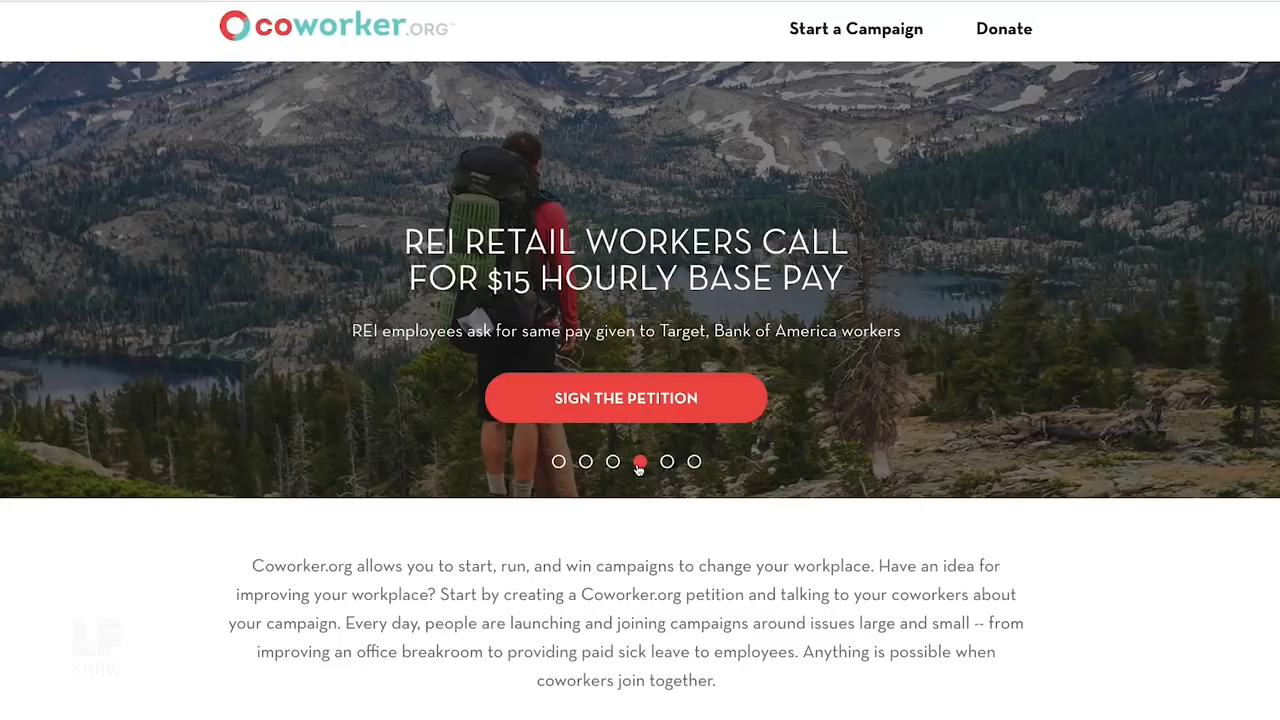 coworker.ORG™
Start a Campaign
Donate
REI RETAIL WORKERS CALL
FOR $15 HOURLY BASE PAY
REI employees ask for same pay given to Target, Bank of America workers
SIGN THE PETITION
Coworker.org allows you to start, run, and win campaigns to change your workplace. Have an idea for
improving your workplace? Start by creating a Coworker.org petition and talking to your coworkers about
your campaign. Every day, people are launching and joining campaigns around issues large and small -- from
improving an office breakroom to providing paid sick leave to employees. Anything is possible when
coworkers join together.
LF
SHOW